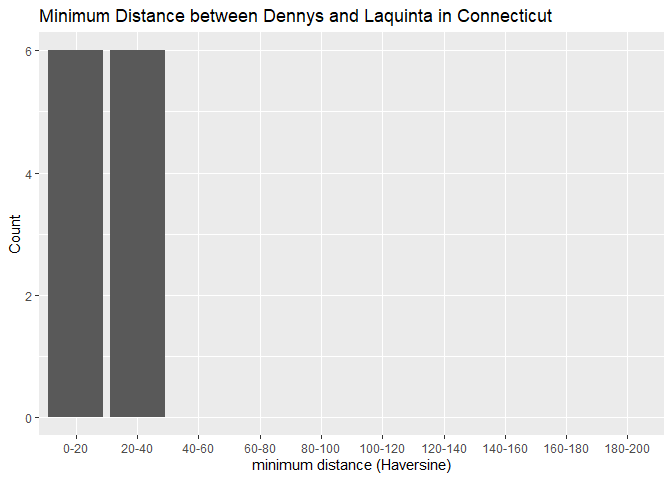 Minimum Distance between Dennys and Laquinta in Connecticut
6
4
2
0
Count
0-20 20-40 40-60 60-80 80-100 100-120 120-140 140-160 160-180 180-200
minimum distance (Haversine)